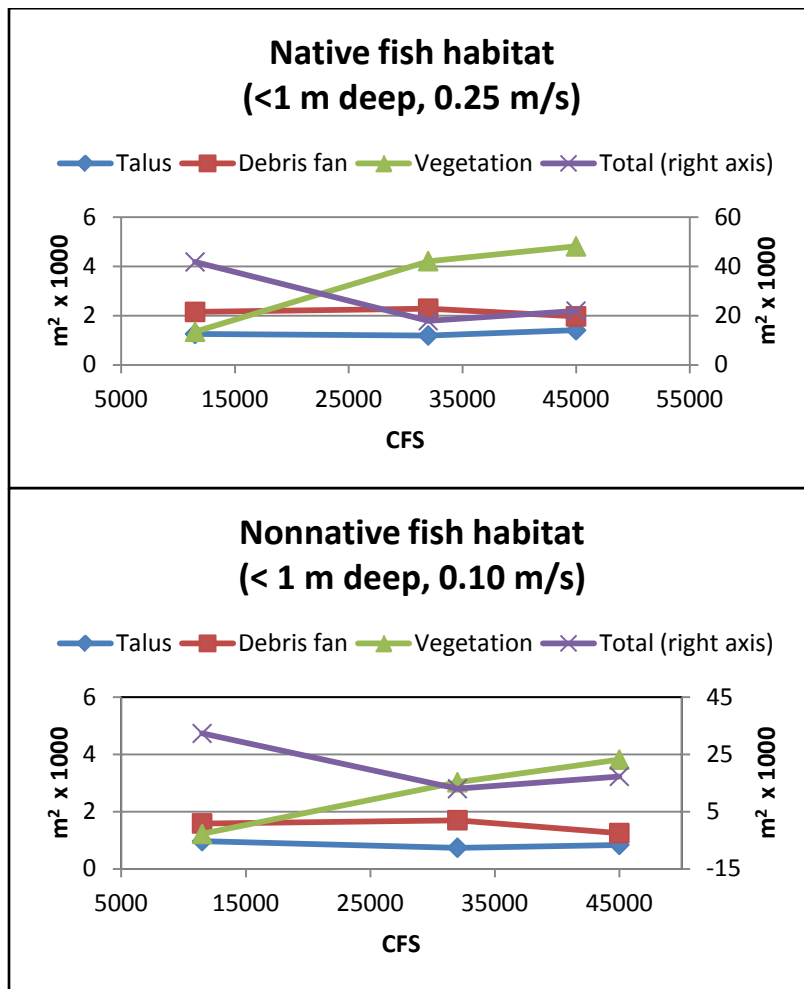 Native fish habitat
(<1 m deep, 0.25 m/s)
Talus Debris fan Vegetation Total (right axis)
6 60
4 40
2 20
0 0
m² x 1000
m² x 1000
5000 15000 25000 35000 45000 55000
CFS
Nonnative fish habitat
(< 1 m deep, 0.10 m/s)
Talus Debris fan Vegetation Total (right axis)
6 45
4 25
2 5
0 -15
m² x 1000
m² x 1000
5000 15000 25000 35000 45000
CFS